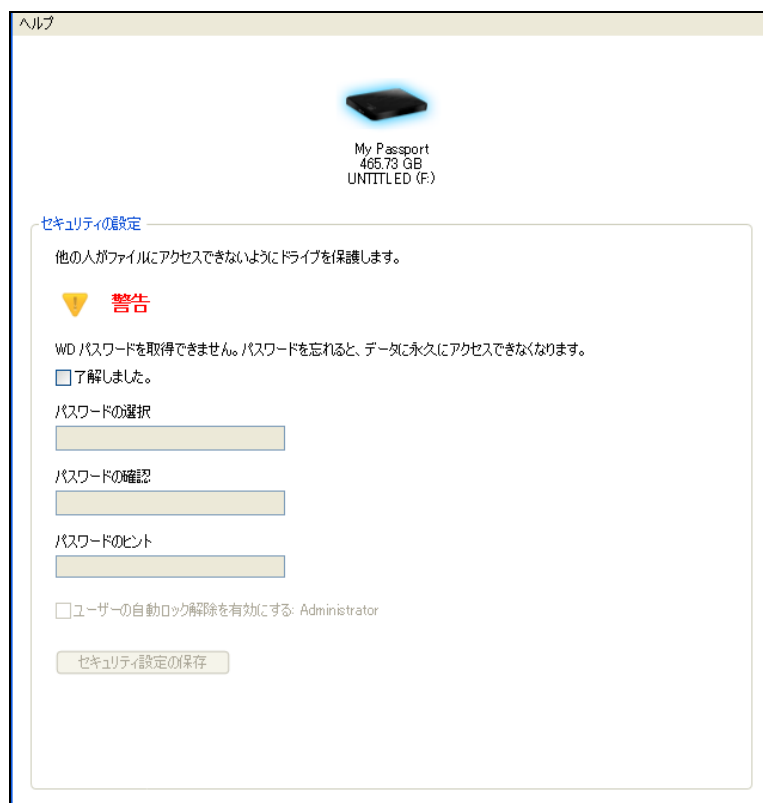 ヘルプ
My Passport
465.73 GB
UNTITLED (F:)
セキュリティの設定
他の人がファイルにアクセスできないようにドライブを保護します。
警告
WD パスワードを取得できません。パスワードを忘れると、データに永久にアクセスできなくなります。
了解しました。
パスワードの選択
パスワードの確認
パスワードのヒント
ユーザーの自動ロック解除を有効にする: Administrator
セキュリティ設定の保存